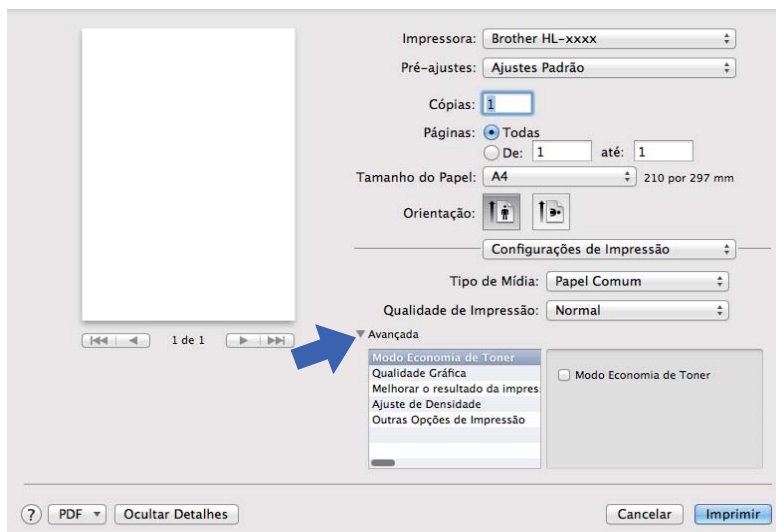 Impressora: Brother HL-xxxx
Pré-ajustes: Ajustes Padrão
Cópias: 1
Páginas: Todas
De: 1 até: 1
Tamanho do Papel: A4 210 por 297 mm
Orientação:
Configurações de Impressão
Tipo de Mídia: Papel Comum
Qualidade de Impressão: Normal
1 de 1
Avançada
Modo Economia de Toner
Qualidade Gráfica
Melhorar o resultado da impres
Ajuste de Densidade
Outras Opções de Impressão
Modo Economia de Toner
? PDF Ocultar Detalhes Cancelar Imprimir